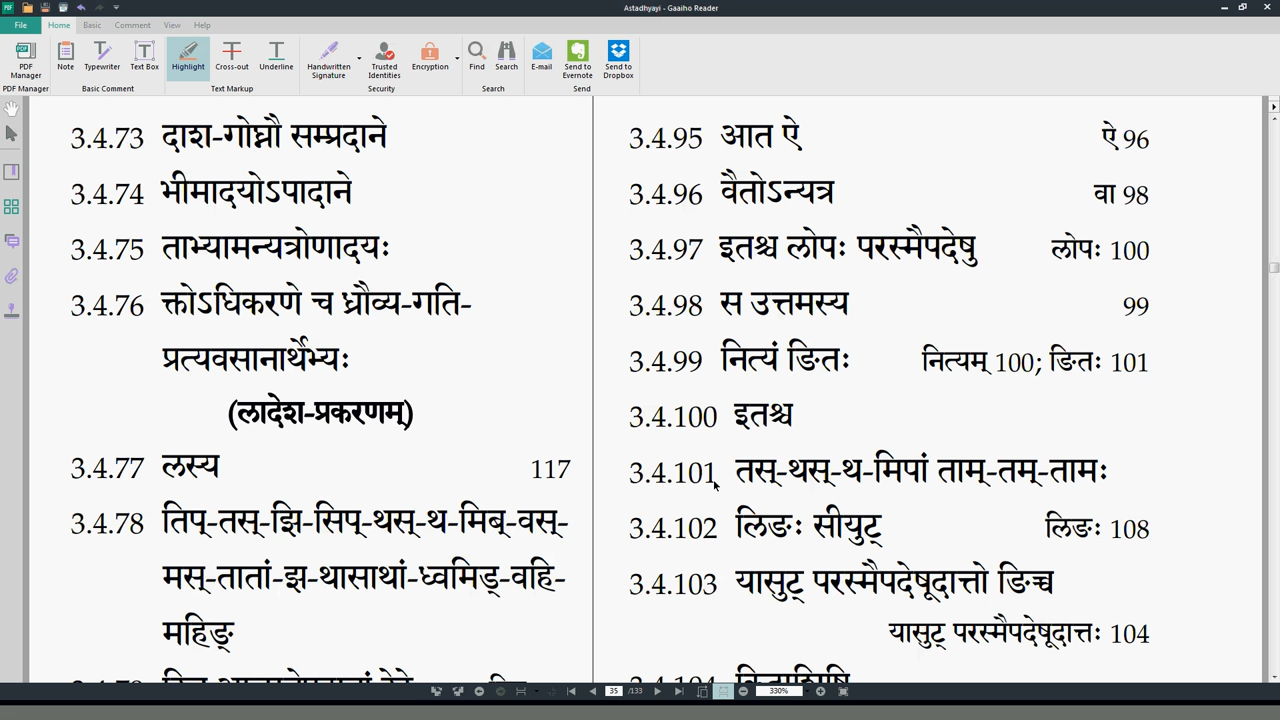 Astadhyayi - Gaaiho Reader
File Home Basic Comment View Help
PDF Manager Note Typewriter Text Box Highlight Cross-out Underline Handwritten Signature Trusted Identities Encryption Find Search E-mail Send to Evernote Send to Dropbox
PDF Manager Basic Comment Text Markup Security Search Send
3.4.73 दाश-गोघ्नौ सम्प्रदाने
3.4.74 भीमादयोऽपादाने
3.4.75 ताभ्यामन्यत्रोणादयः
3.4.76 क्तोऽधिकरणे च ध्रौव्य-गति-
प्रत्यवसानार्थेभ्यः
(लादेश-प्रकरणम्)
3.4.77 लस्य 117
3.4.78 तिप्-तस्-झि-सिप्-थस्-थ-मिब्-वस्-
मस्-तातां-झ-थासाथां-ध्वमिड्-वहि-
महिङ्
3.4.95 आत ऐ ऐ 96
3.4.96 वैतोऽन्यत्र वा 98
3.4.97 इतश्च लोपः परस्मैपदेषु लोपः 100
3.4.98 स उत्तमस्य 99
3.4.99 नित्यं ङितः नित्यम् 100; ङितः 101
3.4.100 इतश्च
3.4.101 तस्-थस्-थ-मिपां ताम्-तम्-तामः
3.4.102 लिङः सीयुट् लिङः 108
3.4.103 यासुट् परस्मैपदेषूदात्तो ङिच्च
यासुट् परस्मैपदेषूदात्तः 104
35 /133 330%